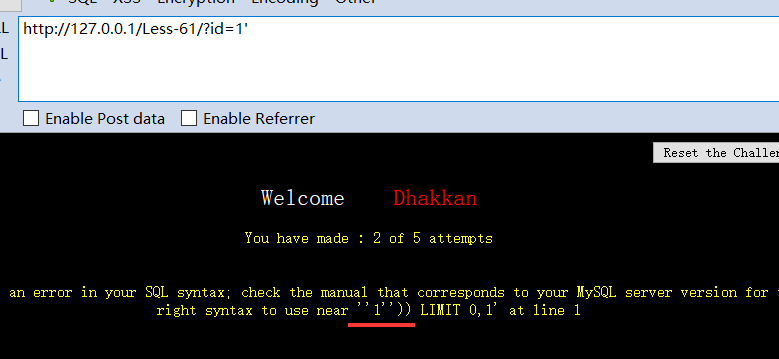 SQL XSS Encryption Encoding Other
http://127.0.0.1/Less-61/?id=1'
Enable Post data Enable Referrer
Reset the Challen
Welcome Dhakkan
You have made : 2 of 5 attempts
an error in your SQL syntax; check the manual that corresponds to your MySQL server version for
right syntax to use near ''1'')) LIMIT 0,1' at line 1